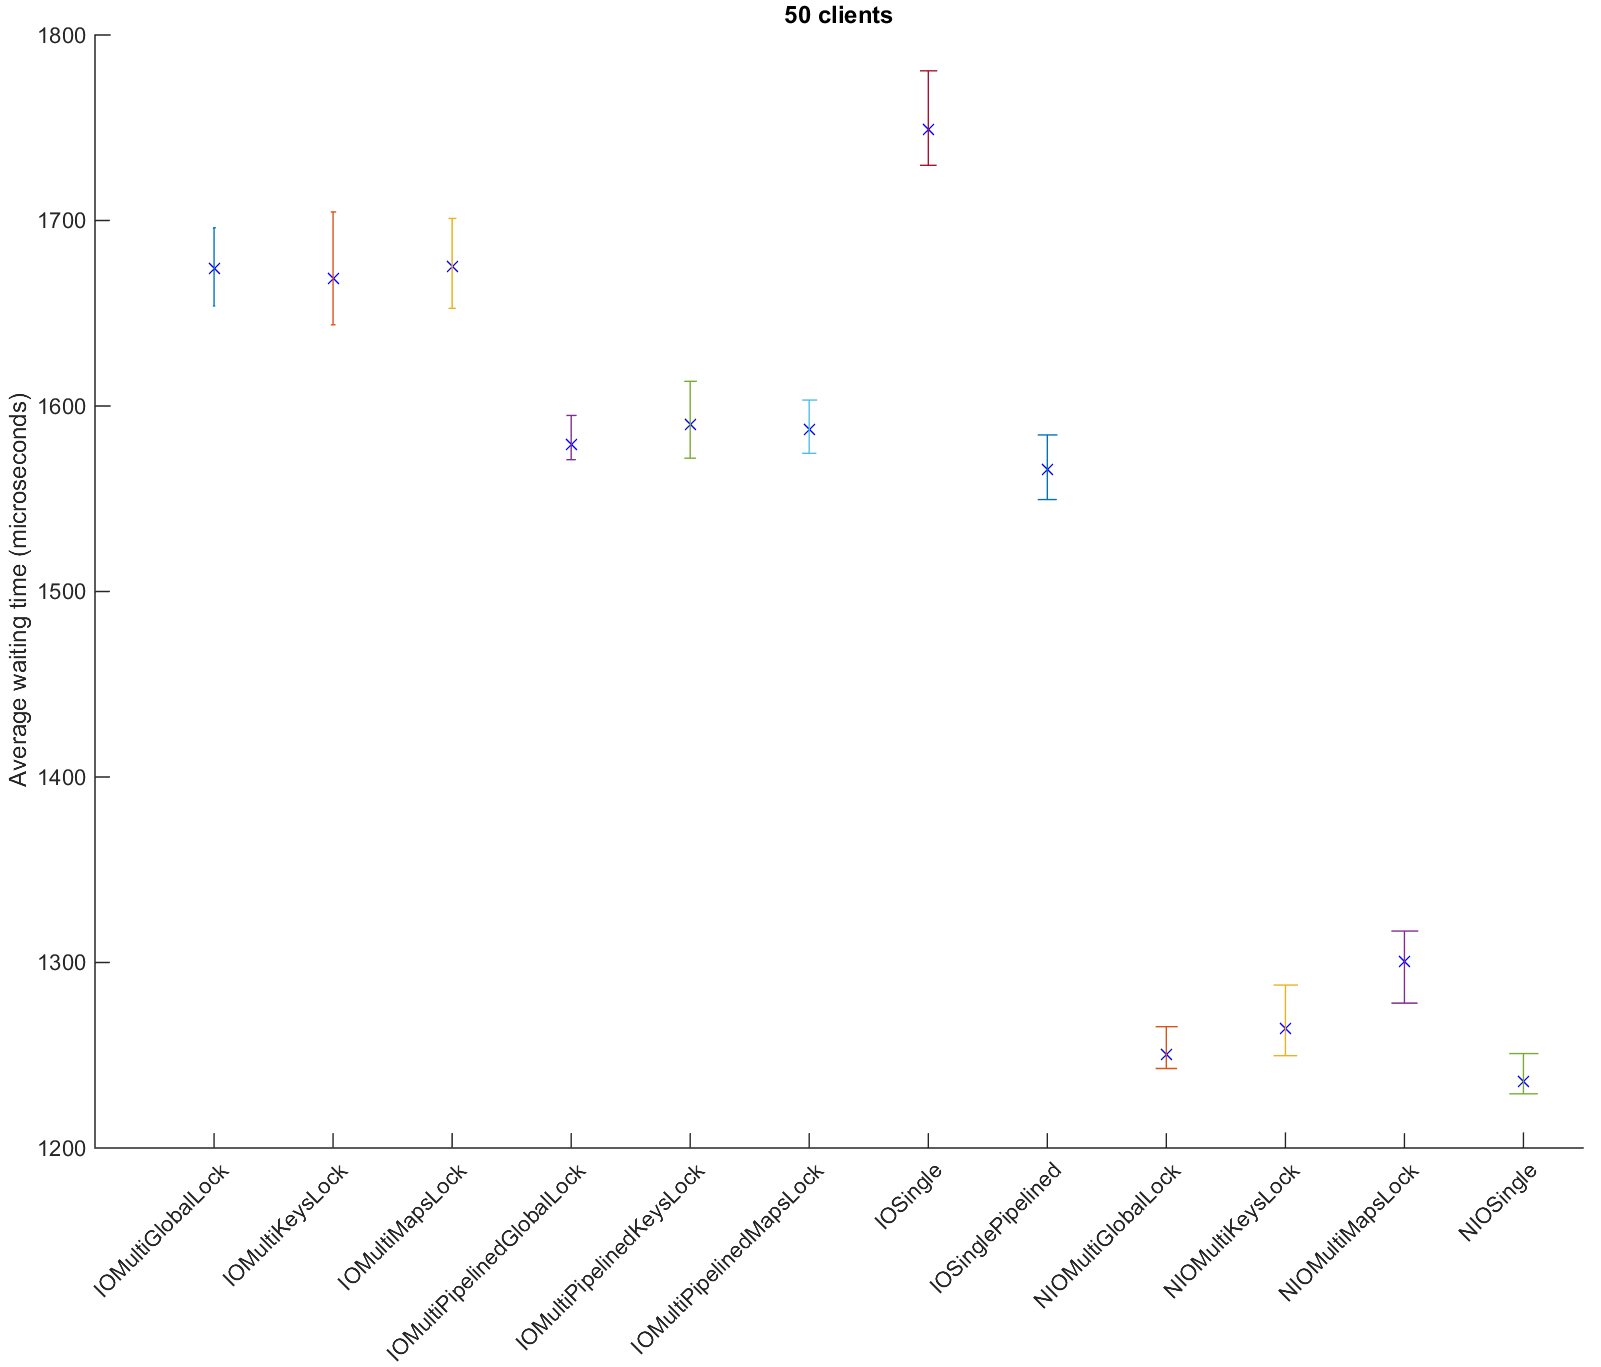 50 clients
1800
1700
1600
1500
1400
1300
1200
Average waiting time (microseconds)
IOMultiGlobalLock
IOMultiKeysLock
IOMultiMapsLock
IOMultiPipelinedGlobalLock
IOMultiPipelinedKeysLock
IOMultiPipelinedMapsLock
IOSingle
IOSinglePipelined
NIOMultiGlobalLock
NIOMultiKeysLock
NIOMultiMapsLock
NIOSingle